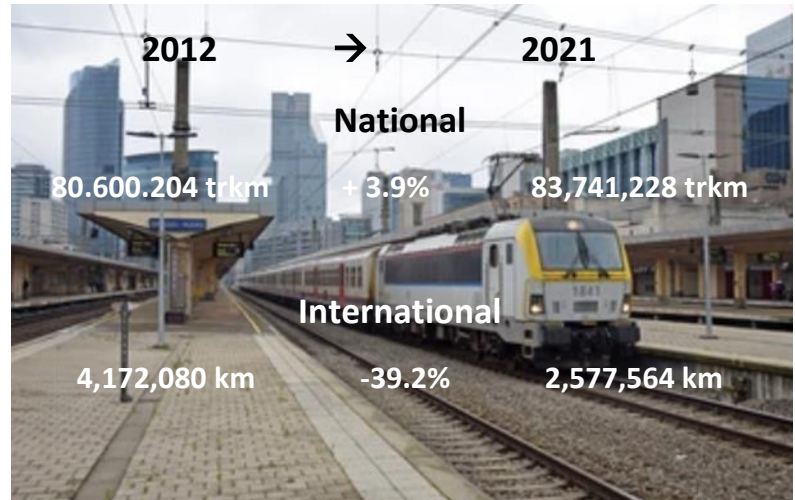 2012 → 2021
National
80.600.204 trkm + 3.9% 83,741,228 trkm
International
4,172,080 km -39.2% 2,577,564 km
1841